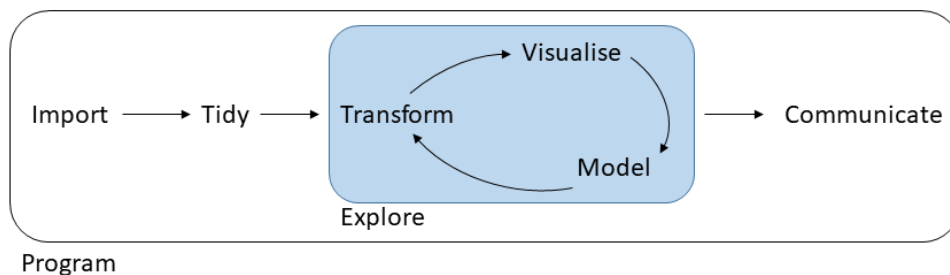 Visualise
Import
Tidy
Transform
Communicate
Model
Explore
Program